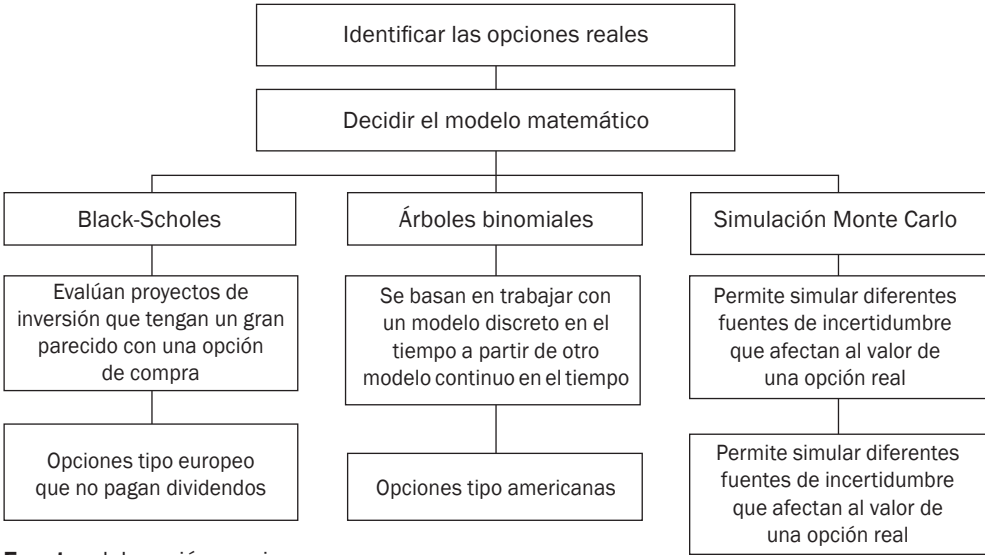 Identificar las opciones reales
Decidir el modelo matemático
Black-Scholes
Árboles binomiales
Simulación Monte Carlo
Evalúan proyectos de
inversión que tengan un gran
parecido con una opción
de compra
Se basan en trabajar con
un modelo discreto en el
tiempo a partir de otro
modelo continuo en el tiempo
Permite simular diferentes
fuentes de incertidumbre
que afectan al valor de
una opción real
Opciones tipo europeo
que no pagan dividendos
Opciones tipo americanas
Permite simular diferentes
fuentes de incertidumbre
que afectan al valor de
una opción real